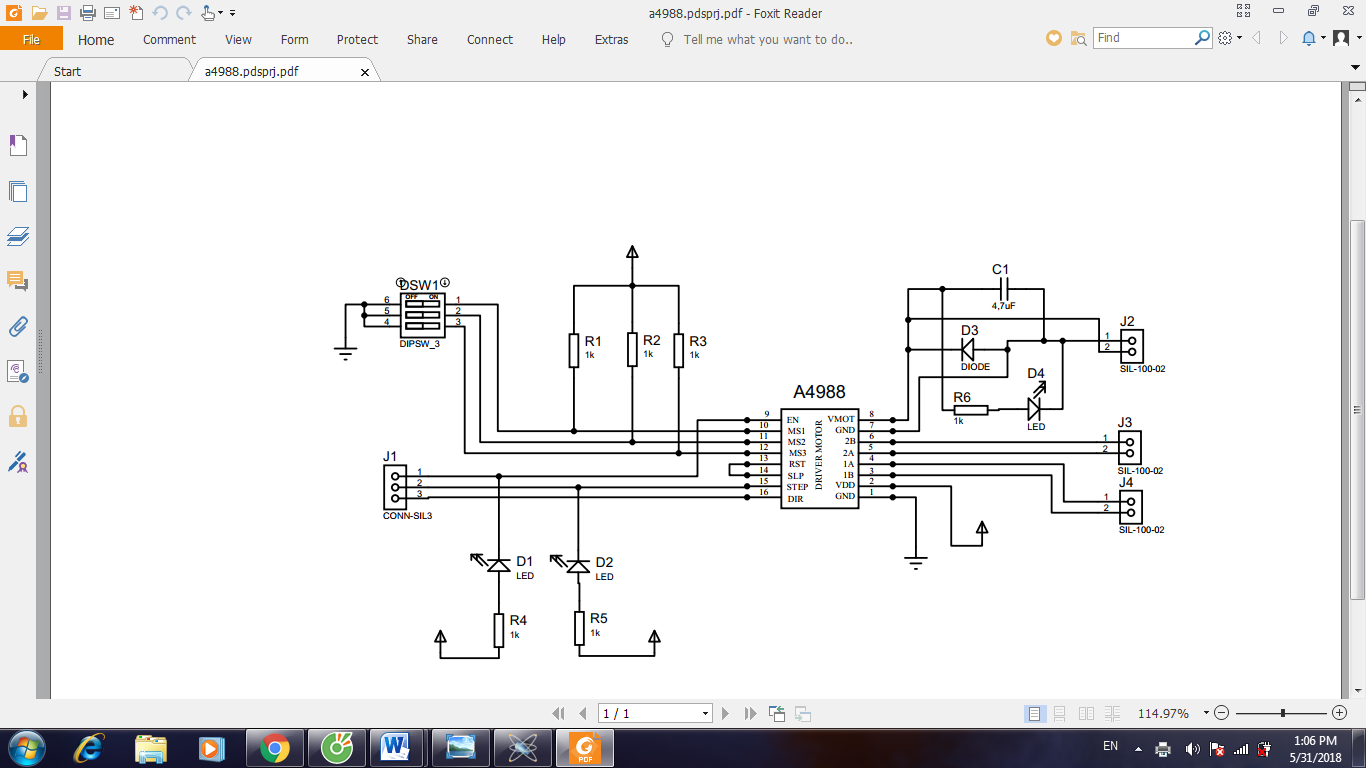 a4988.pdsprj.pdf - Foxit Reader
File Home Comment View Form Protect Share Connect Help Extras Tell me what you want to do.. Find
Start a4988.pdsprj.pdf
DSW1
OFF ON
6 1
5 2
4 3
DIPSW_3
R1
1k
R2
1k
R3
1k
C1
4,7uF
D3
DIODE
D4
LED
R6
1k
J2
1
2
SIL-100-02
A4988
DRIVER MOTOR
9 EN VMOT 8
10 MS1 GND 7
11 MS2 2B 6
12 MS3 2A 5
13 RST 1A 4
14 SLP 1B 3
15 STEP VDD 2
16 DIR GND 1
J3
1
2
SIL-100-02
J4
1
2
SIL-100-02
J1
1
2
3
CONN-SIL3
D1
LED
D2
LED
R4
1k
R5
1k
1 / 1
114.97%
PDF
EN
1:06 PM
5/31/2018